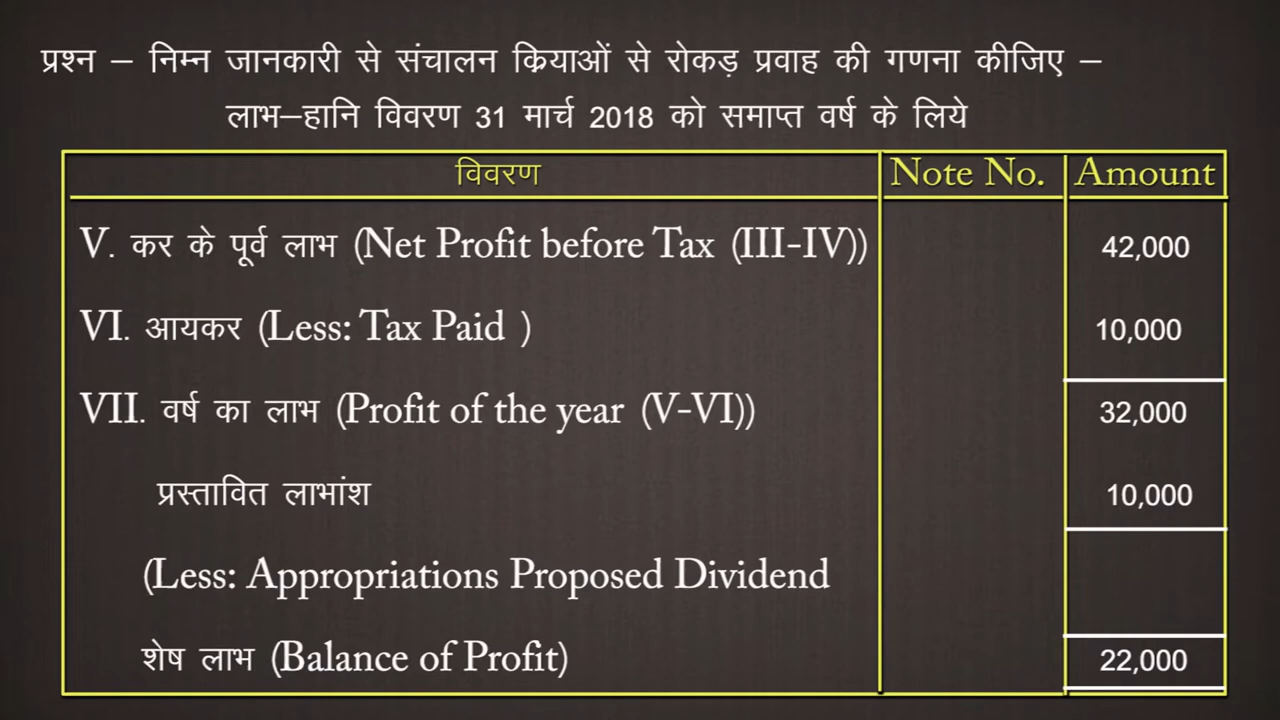 प्रश्न – निम्न जानकारी से संचालन क्रियाओं से रोकड़ प्रवाह की गणना कीजिए –
लाभ–हानि विवरण 31 मार्च 2018 को समाप्त वर्ष के लिये
विवरण Note No. Amount
V. कर के पूर्व लाभ (Net Profit before Tax (III-IV)) 42,000
VI. आयकर (Less: Tax Paid ) 10,000
VII. वर्ष का लाभ (Profit of the year (V-VI)) 32,000
प्रस्तावित लाभांश 10,000
(Less: Appropriations Proposed Dividend
शेष लाभ (Balance of Profit) 22,000